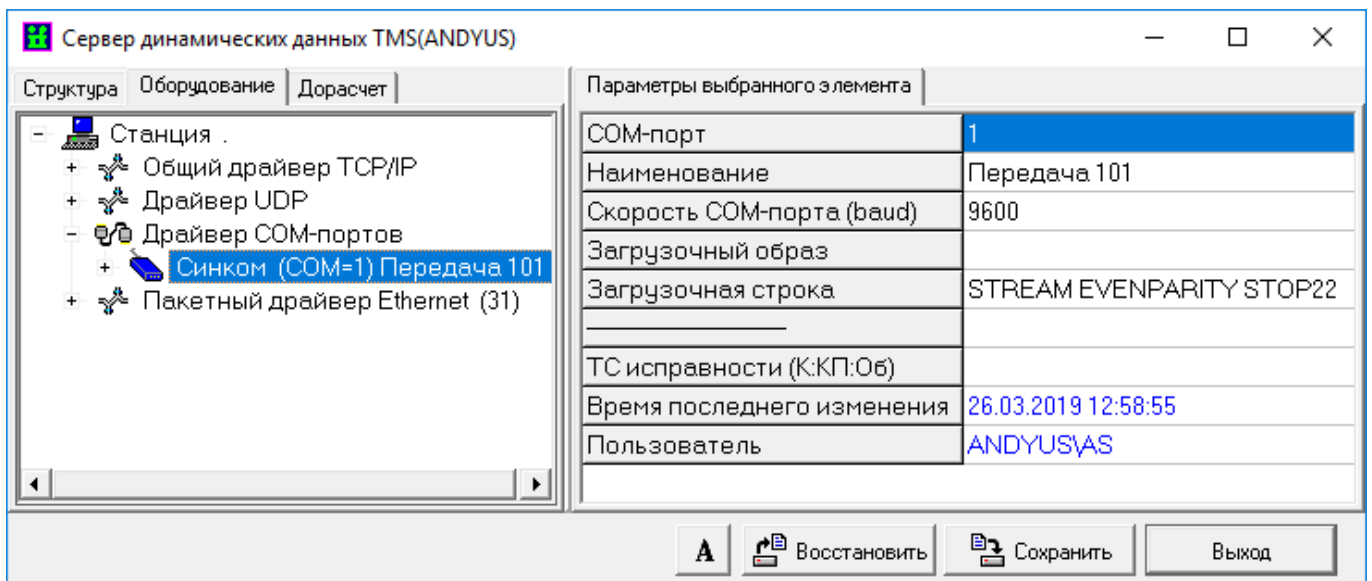 Сервер динамических данных TMS(ANDYUS)
Структура Оборудование Дорасчет
Станция .
Общий драйвер TCP/IP
Драйвер UDP
Драйвер COM-портов
Синком (COM=1) Передача 101
Пакетный драйвер Ethernet (31)
Параметры выбранного элемента
COM-порт 1
Наименование Передача 101
Скорость COM-порта (baud) 9600
Загрузочный образ
Загрузочная строка STREAM EVENPARITY STOP22
ТС исправности (К:КП:Об)
Время последнего изменения 26.03.2019 12:58:55
Пользователь ANDYUS\AS
A Восстановить Сохранить Выход